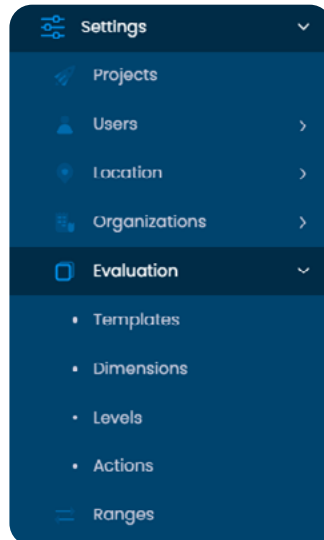 Settings
Projects
Users
Location
Organizations
Evaluation
Templates
Dimensions
Levels
Actions
Ranges